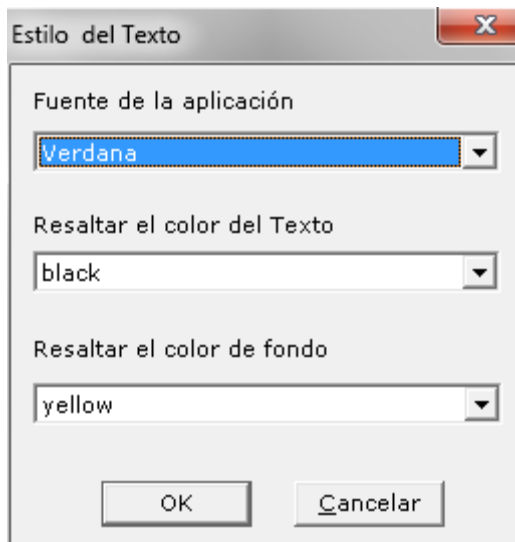 Estilo del Texto
Fuente de la aplicación
Verdana
Resaltar el color del Texto
black
Resaltar el color de fondo
yellow
OK
Cancelar